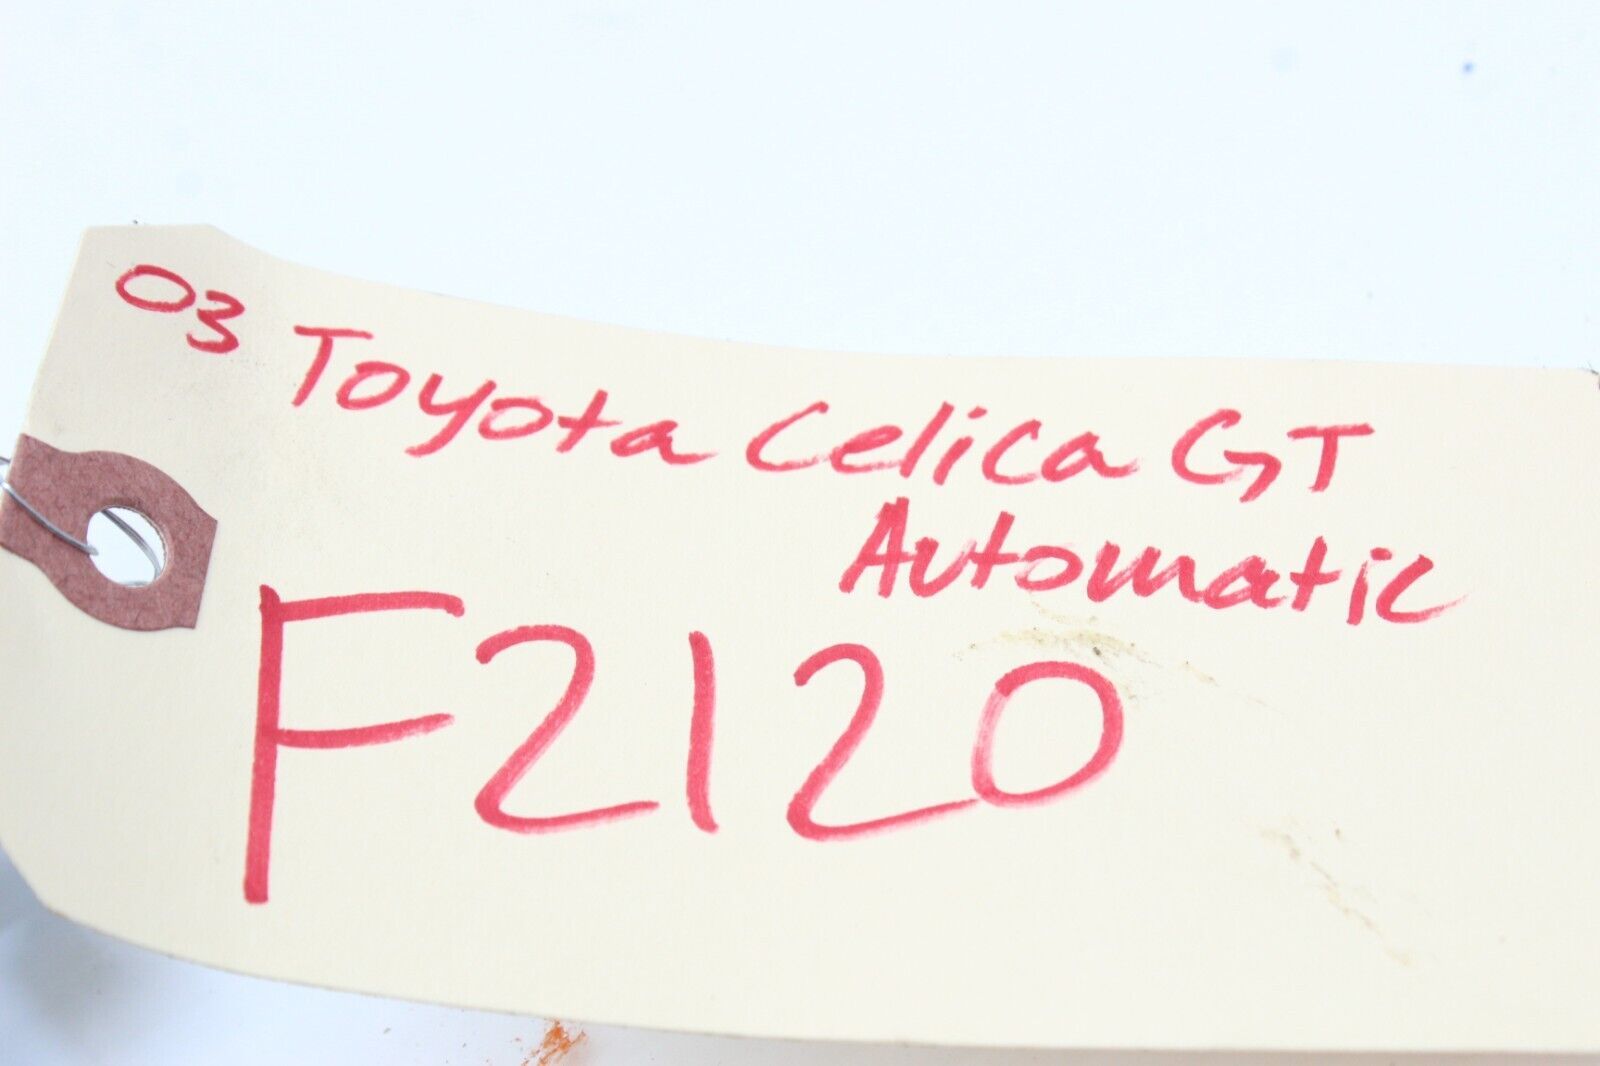 03 Toyota Celica GT
Automatic
F2120